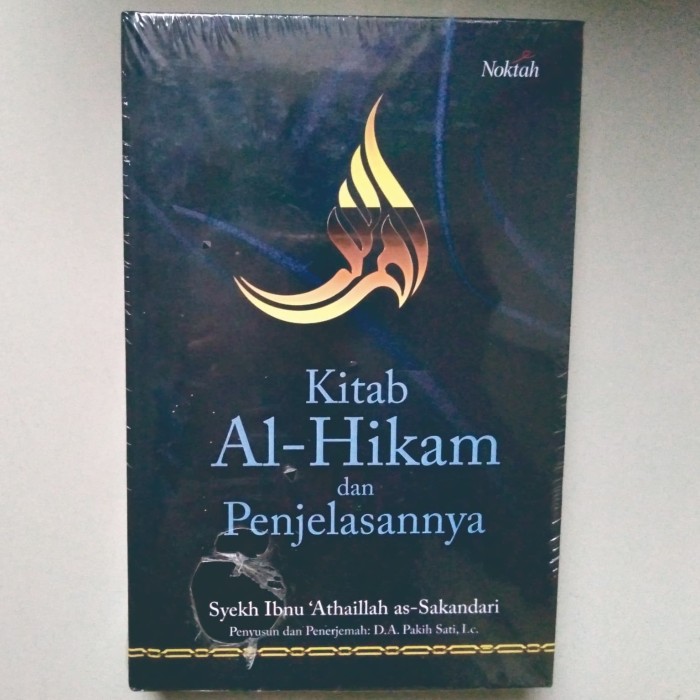 Noktah
Kitab
Al-Hikam
dan
Penjelasannya
Syekh Ibnu ‘Athaillah as-Sakandari
Penyusun dan Penerjemah: D.A. Pakih Sati, Lc.